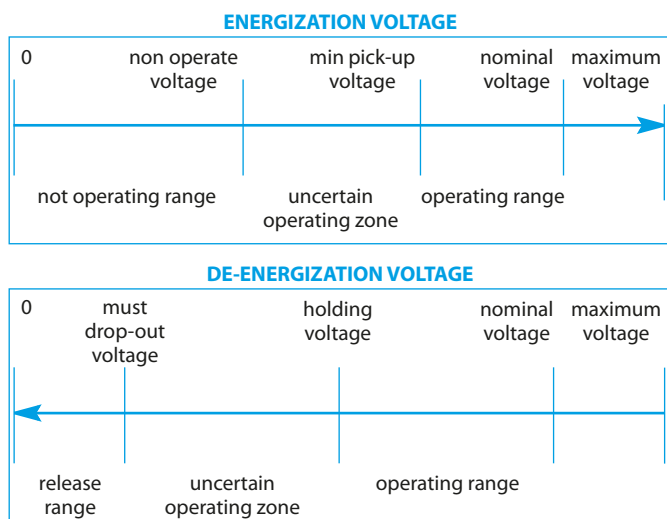 ENERGIZATION VOLTAGE
0 non operate min pick-up nominal maximum
voltage voltage voltage voltage
not operating range uncertain operating range
operating zone
DE-ENERGIZATION VOLTAGE
0 must holding nominal maximum
drop-out voltage voltage voltage
voltage
release uncertain operating range
range operating zone